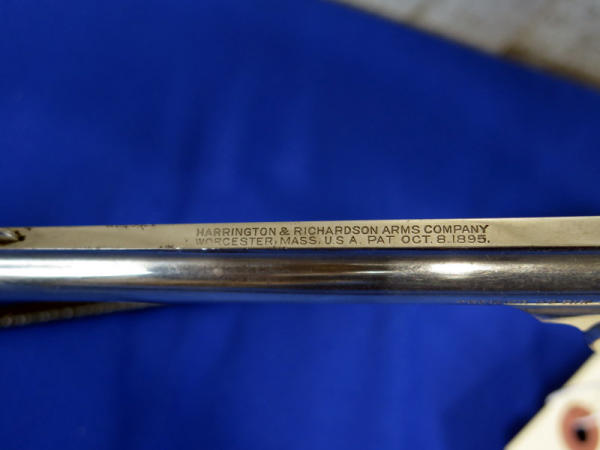 HARRINGTON & RICHARDSON ARMS COMPANY
WORCESTER, MASS, U.S.A. PAT OCT. 8.1895.